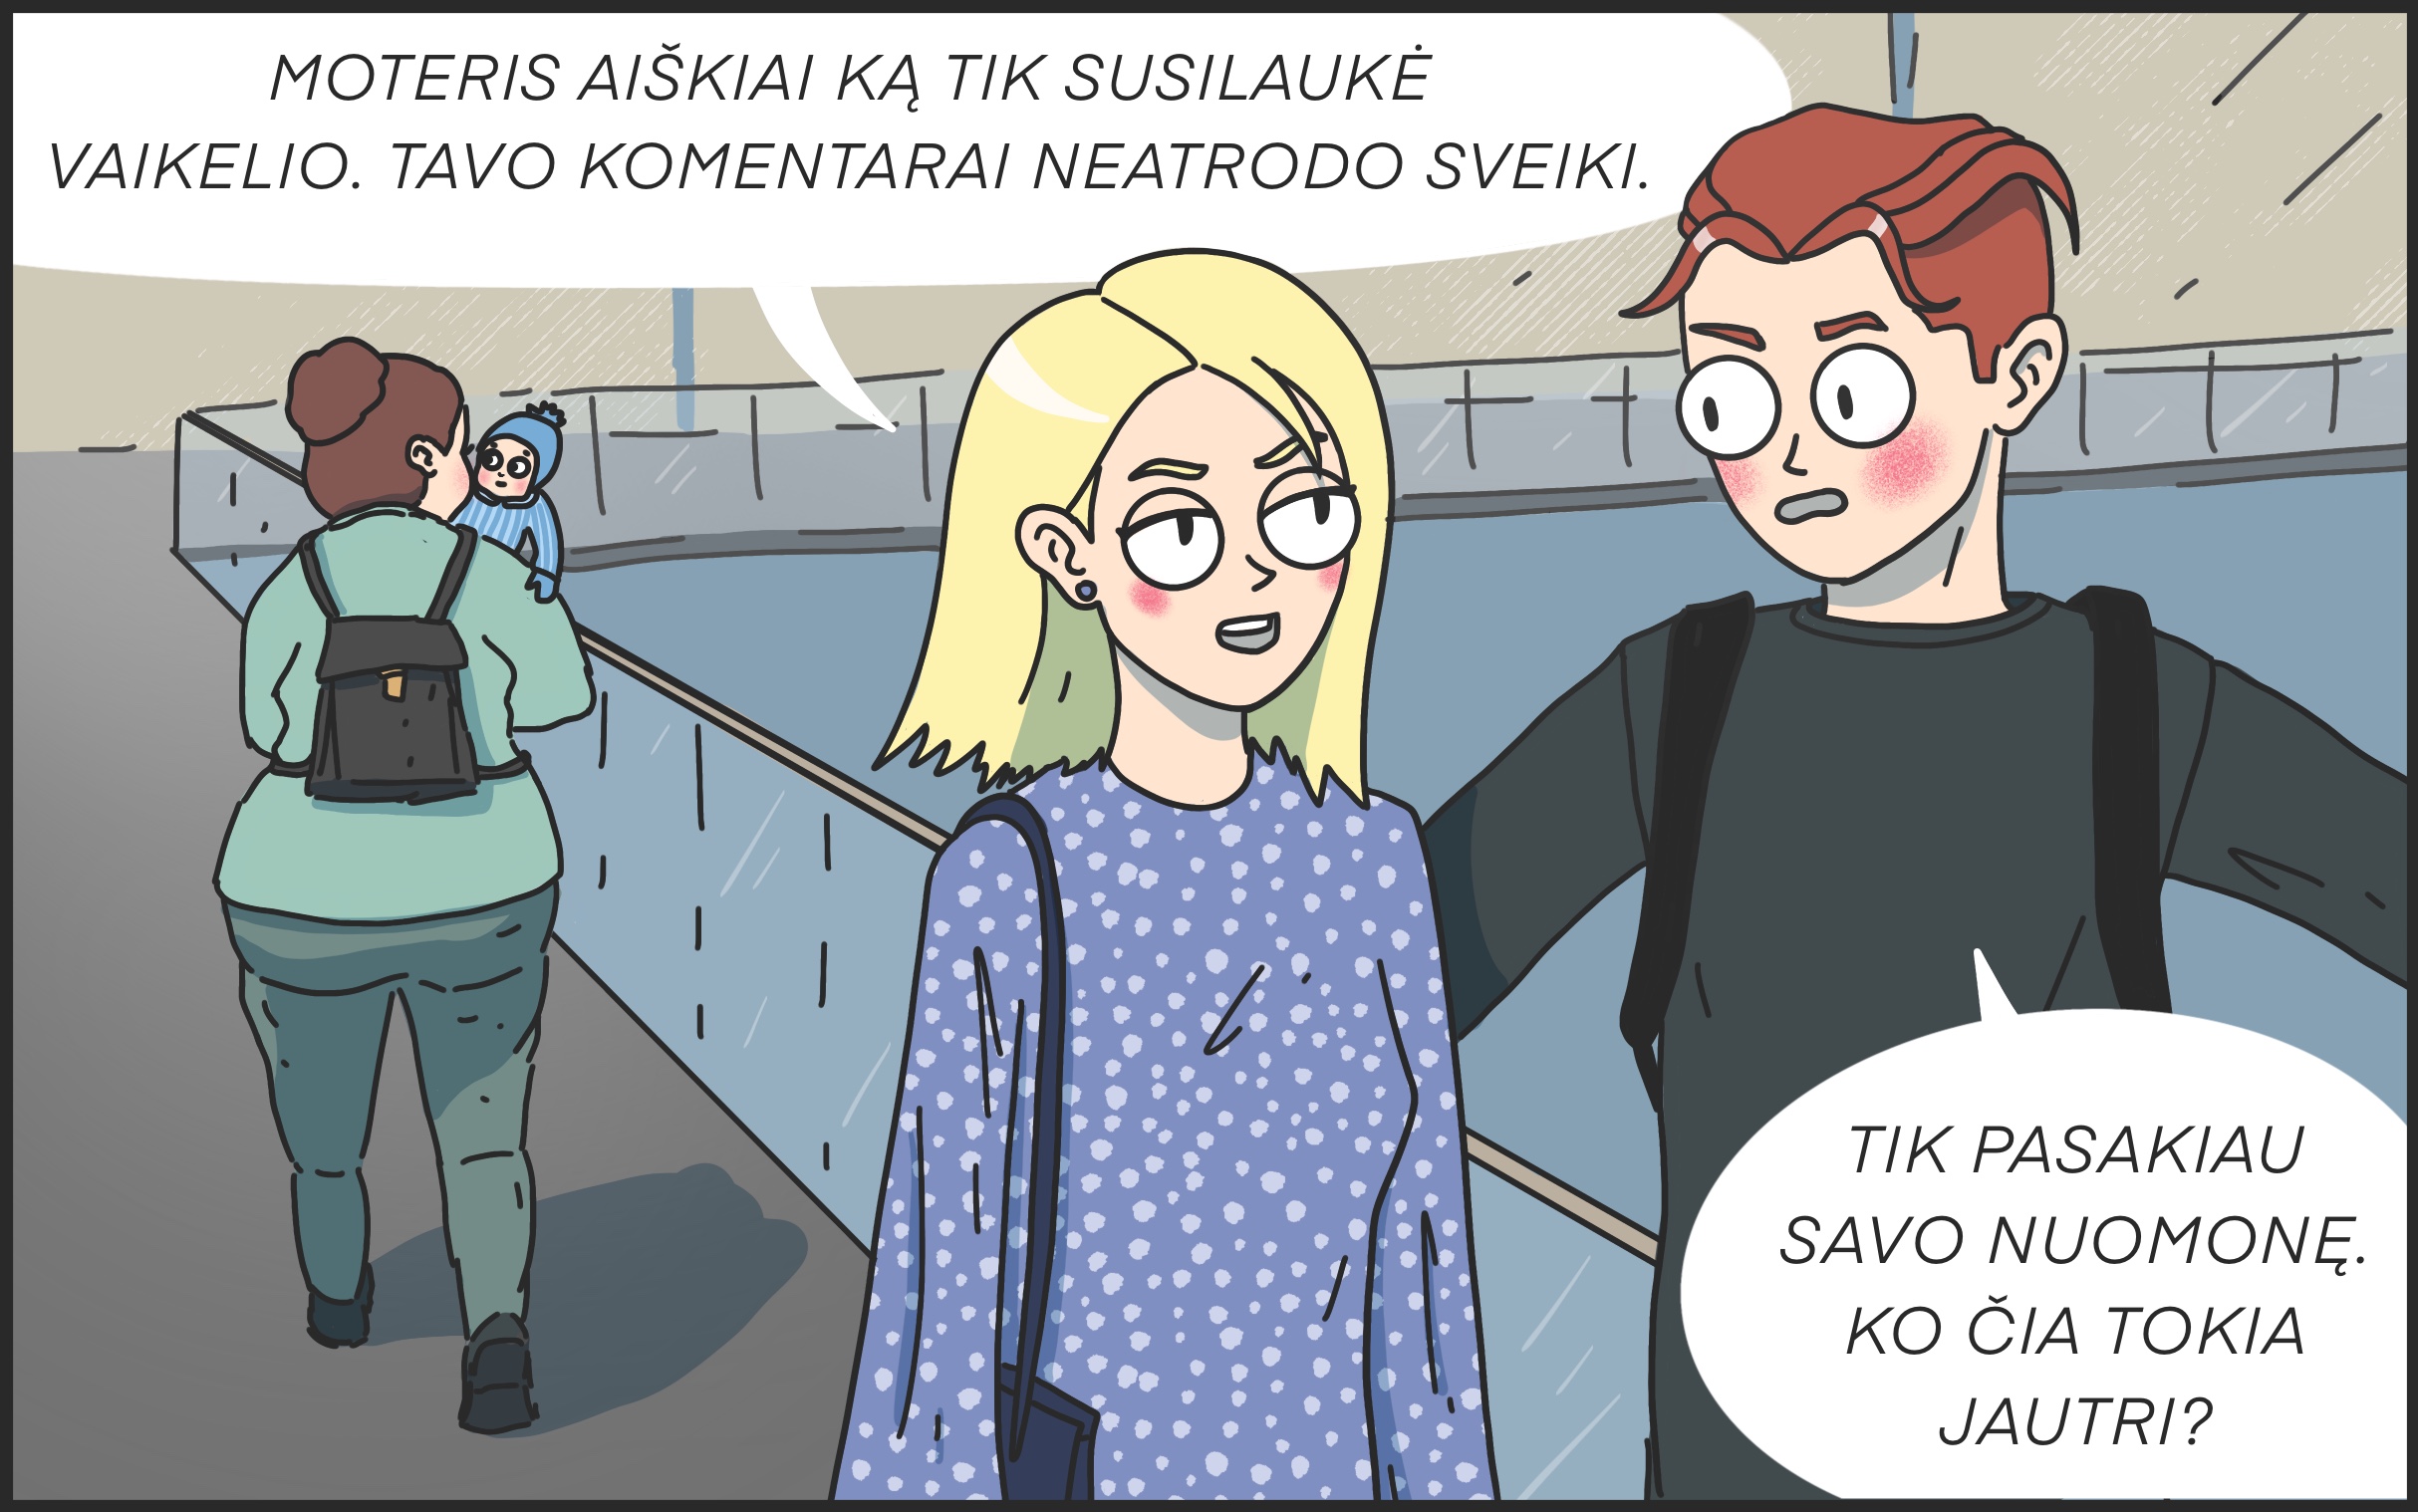 MOTERIS AIŠKIAI KĄ TIK SUSILAUKĖ
VAIKELIO. TAVO KOMENTARAI NEATRODO SVEIKI.
TIK PASAKIAU
SAVO NUOMONĘ.
KO ČIA TOKIA
JAUTRI?